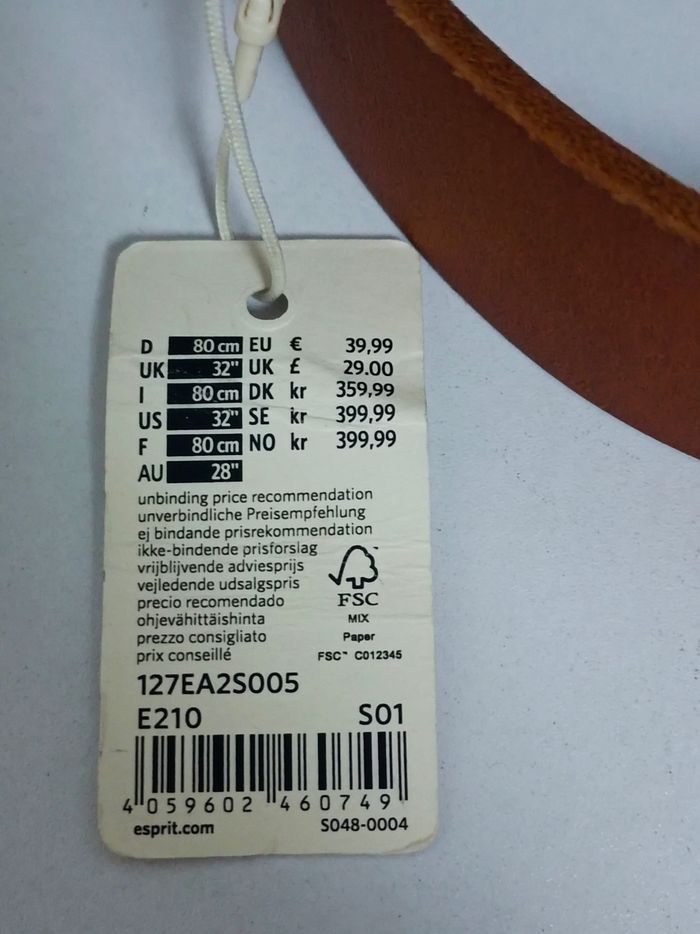 D 80 cm EU € 39,99
UK 32" UK £ 29.00
I 80 cm DK kr 359,99
US 32" SE kr 399,99
F 80 cm NO kr 399,99
AU 28"
unbinding price recommendation
unverbindliche Preisempfehlung
ej bindande prisrekommendation
ikke-bindende prisforslag
vrijblijvende adviesprijs
vejledende udsalgspris
precio recomendado
ohjevähittäishinta
prezzo consigliato
prix conseillé
FSC
MIX
Paper
FSC™ C012345
127EA2S005
E210 S01
4 059602 460749
esprit.com S048-0004